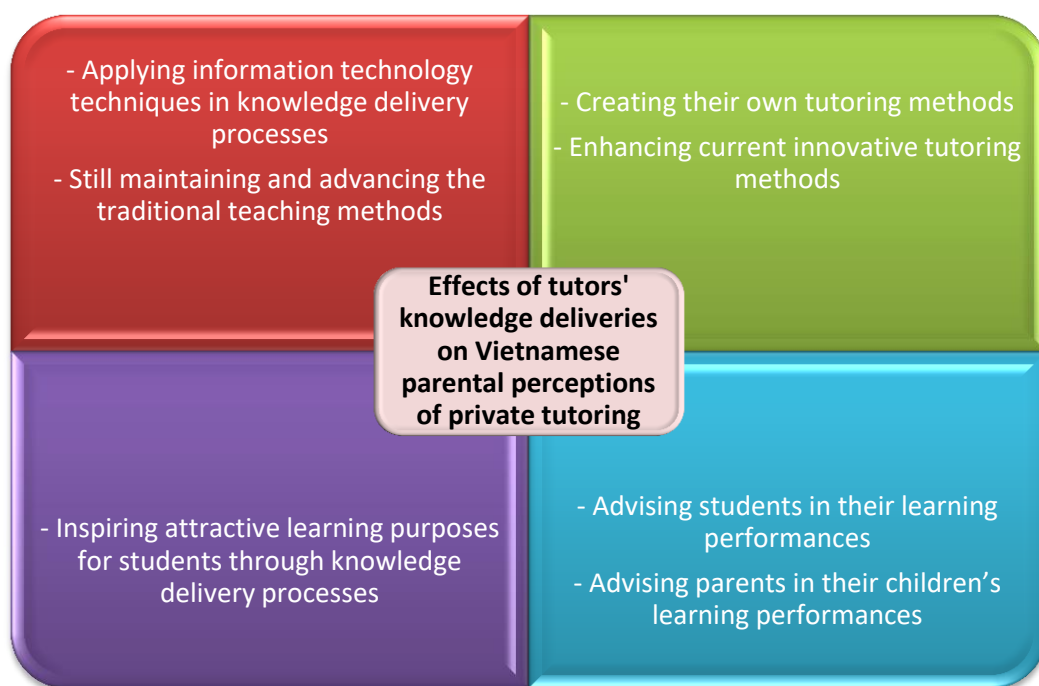 - Applying information technology
techniques in knowledge delivery
processes
- Still maintaining and advancing the
traditional teaching methods
- Creating their own tutoring methods
- Enhancing current innovative tutoring
methods
Effects of tutors'
knowledge deliveries
on Vietnamese
parental perceptions
of private tutoring
- Inspiring attractive learning purposes
for students through knowledge
delivery processes
- Advising students in their learning
performances
- Advising parents in their children’s
learning performances